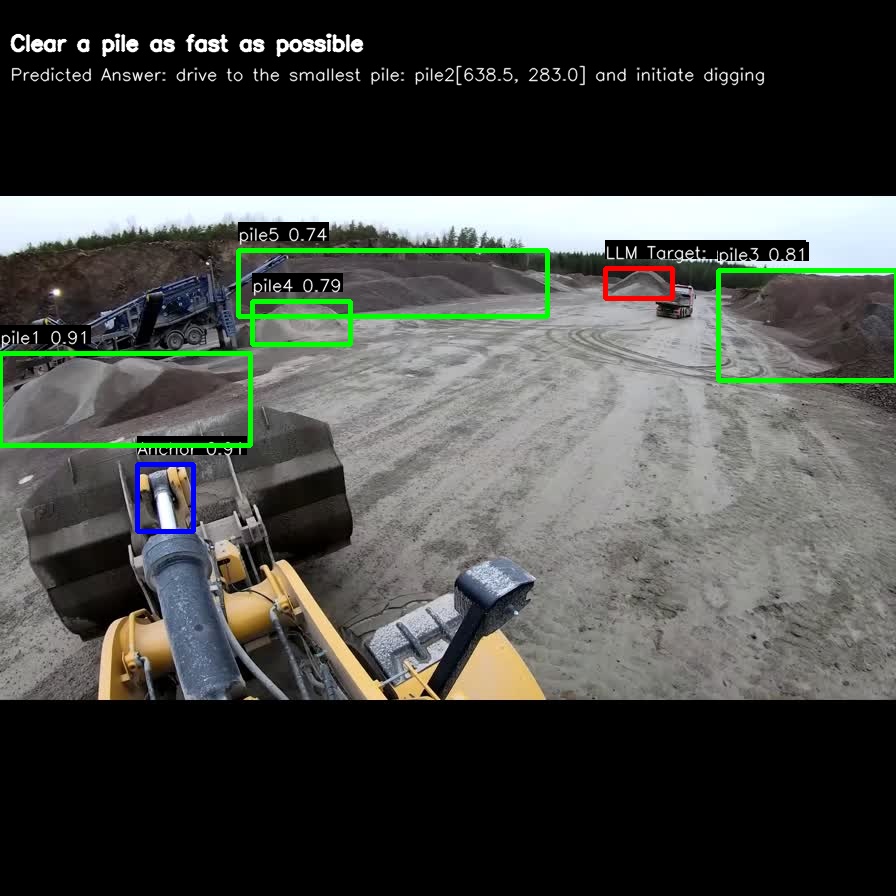 Clear a pile as fast as possible
Predicted Answer: drive to the smallest pile: pile2[638.5, 283.0] and initiate digging
pile5 0.74
LLM Target:
pile3 0.81
pile4 0.79
pile1 0.91
Anchor 0.91